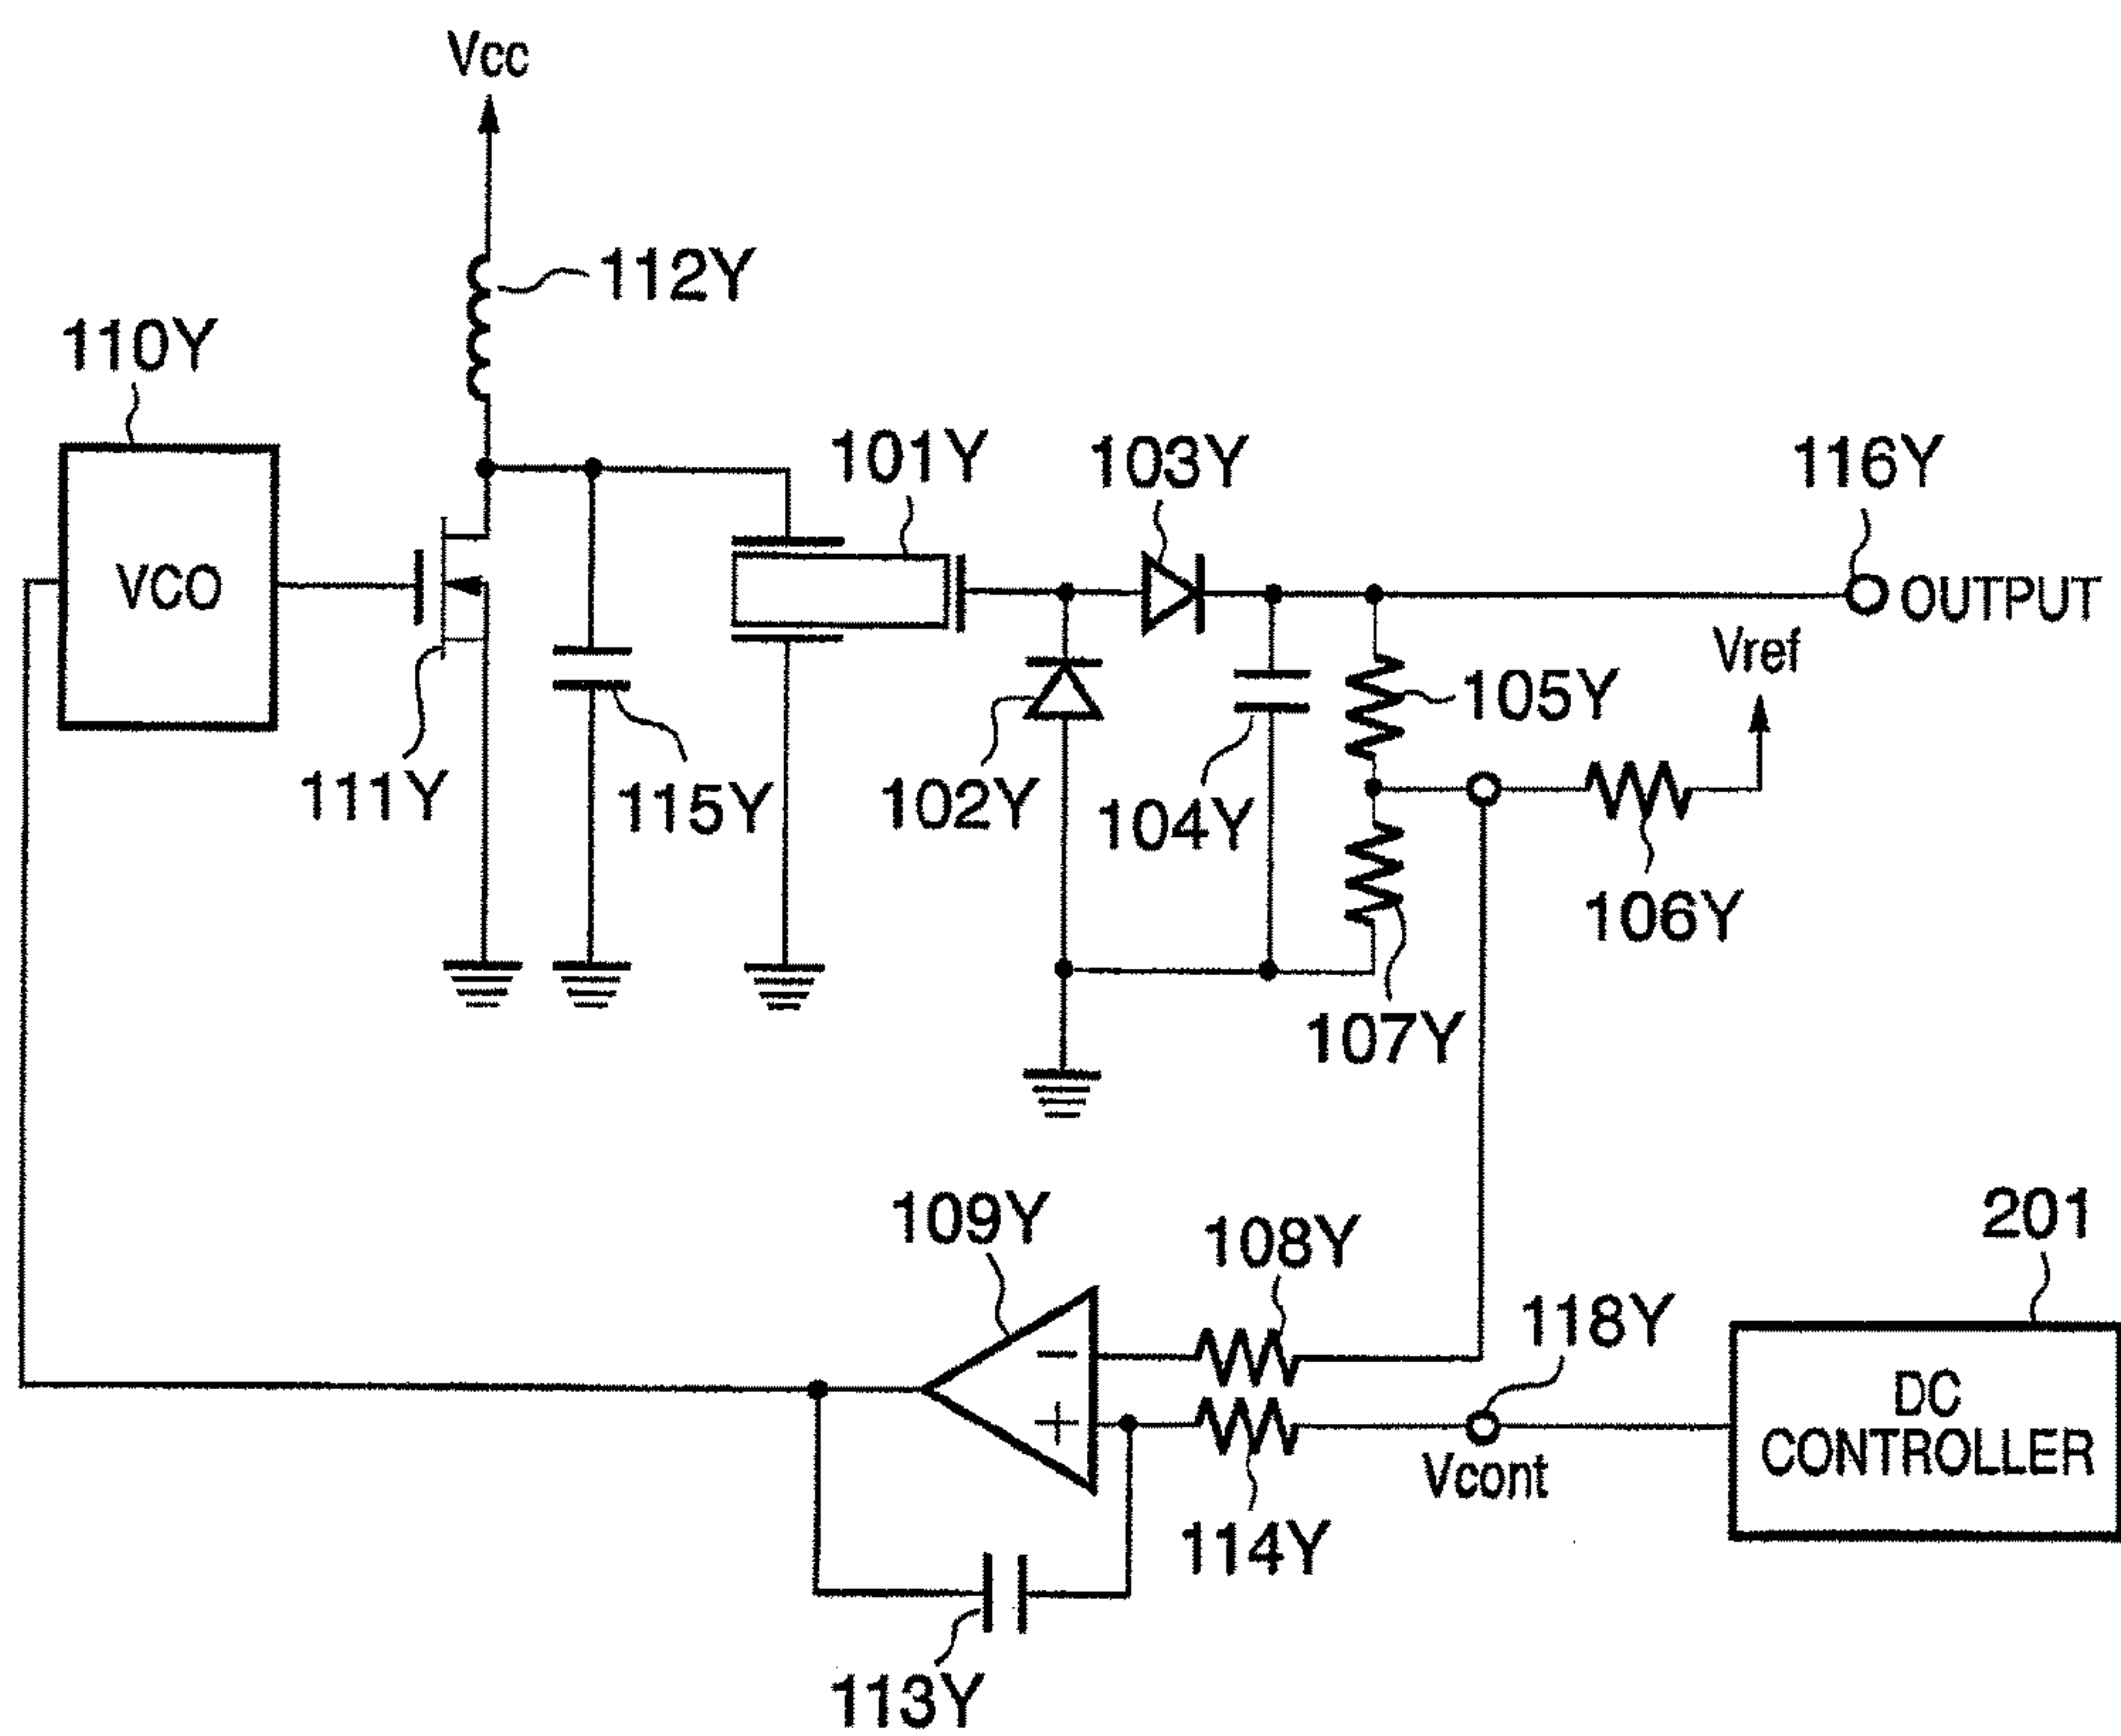 Vcc
112Y
110Y
101Y
103Y
116Y
VCO
OUTPUT
Vref
105Y
111Y
115Y
102Y
104Y
106Y
107Y
109Y
108Y
201
118Y
−
+
DC
CONTROLLER
Vcont
114Y
113Y